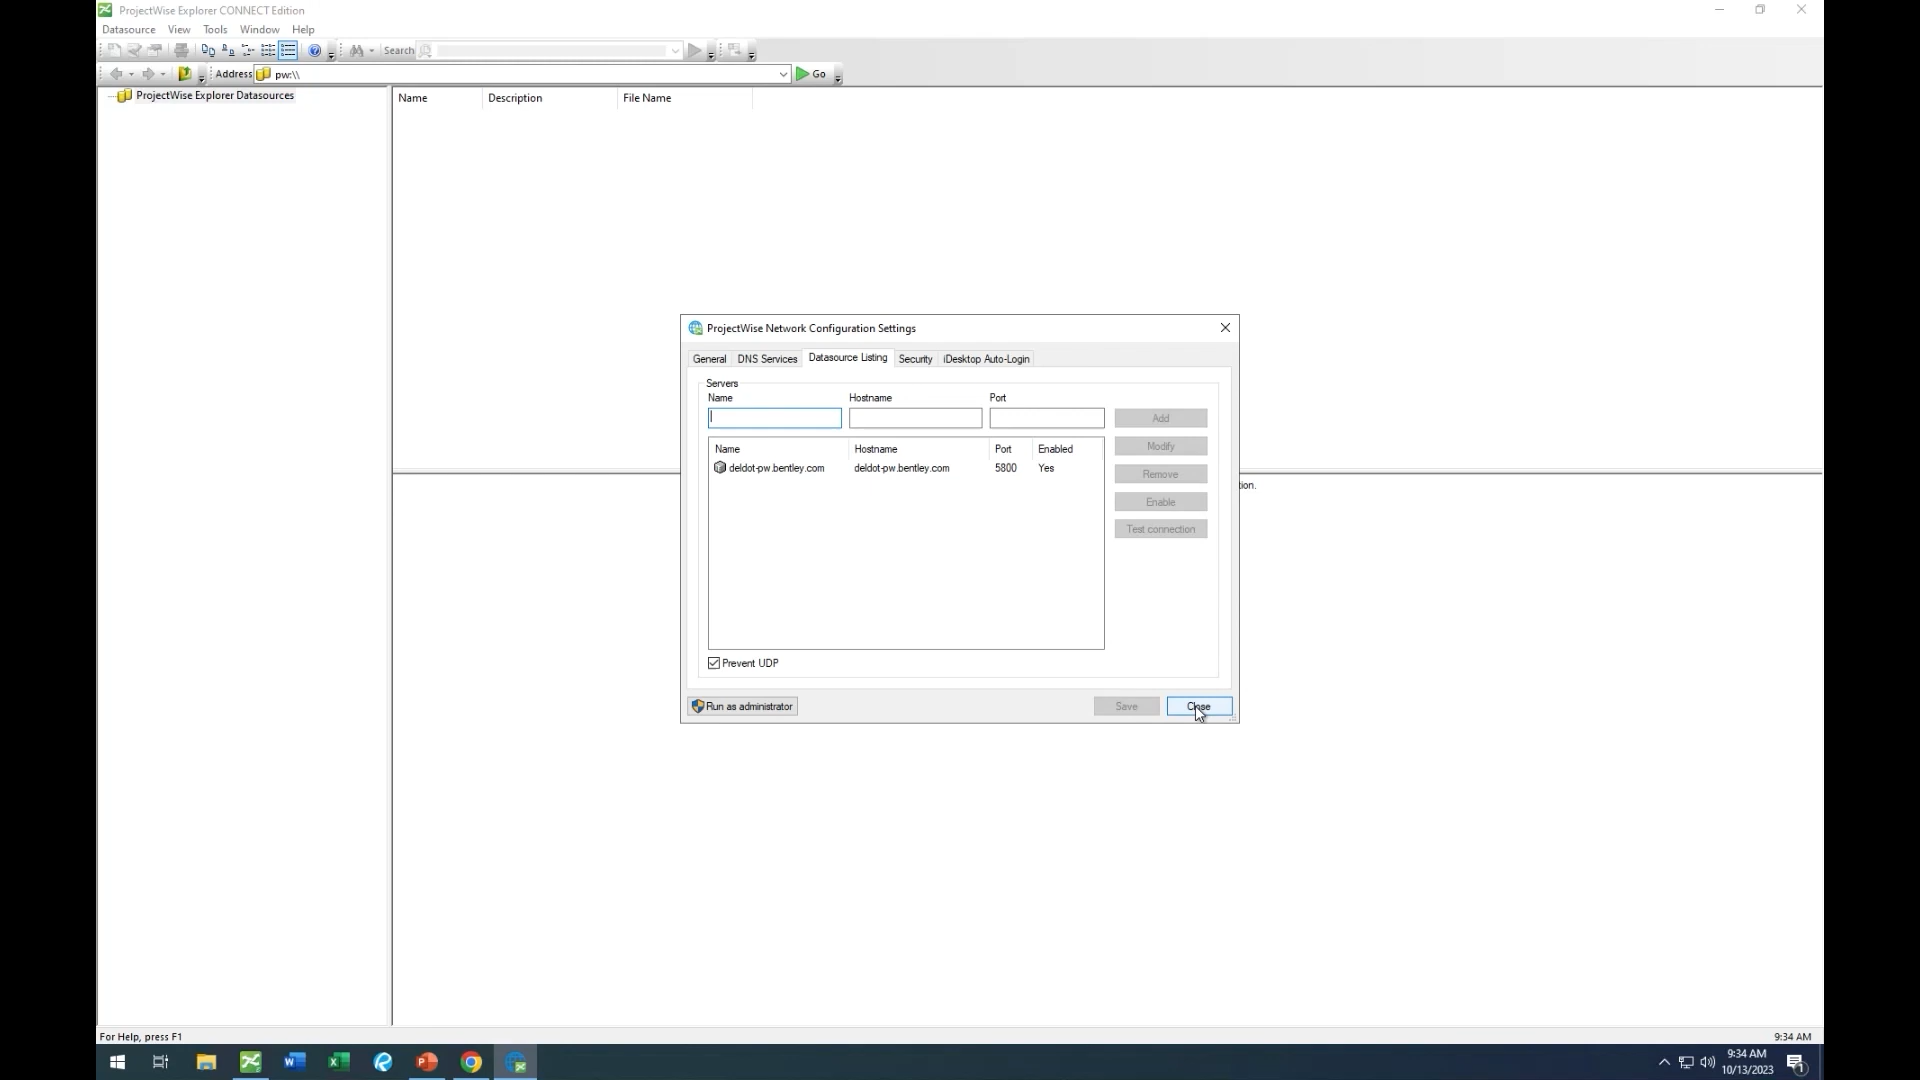 ProjectWise Explorer CONNECT Edition
Datasource View Tools Window Help
Search
Address pw:\\ Go
ProjectWise Explorer Datasources
Name Description File Name
ProjectWise Network Configuration Settings
General DNS Services Datasource Listing Security iDesktop Auto-Login
Servers
Name Hostname Port
Add
Name Hostname Port Enabled
Modify
deldot-pw.bentley.com deldot-pw.bentley.com 5800 Yes
Remove
tion.
Enable
Test connection
Prevent UDP
Run as administrator Save Close
For Help, press F1 9:34 AM
9:34 AM
10/13/2023
1